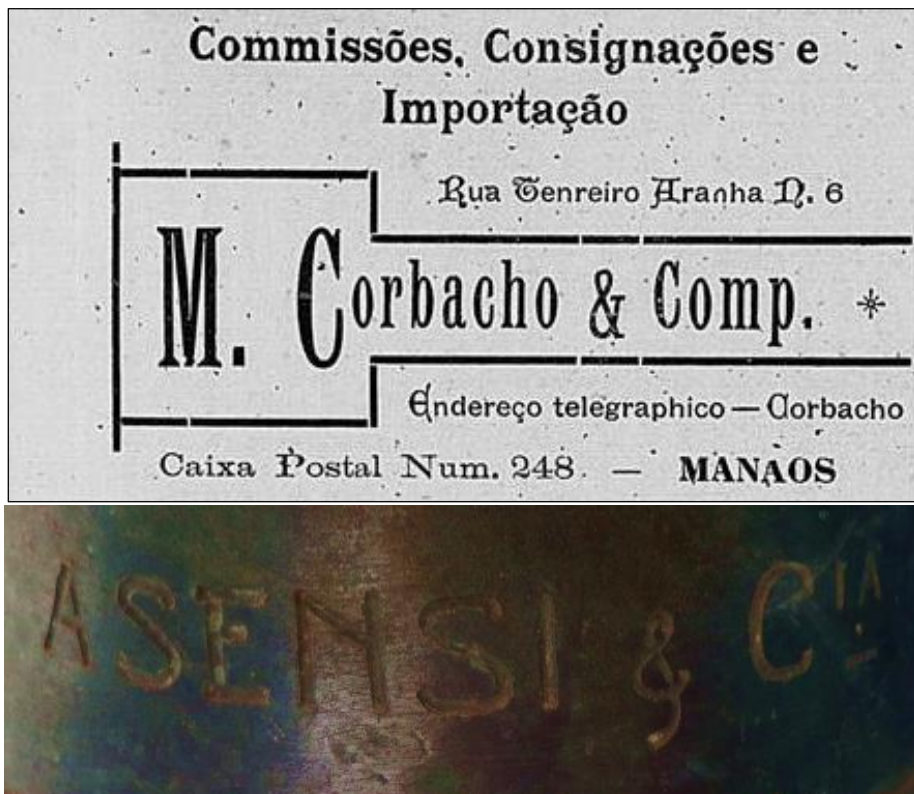 Commissões, Consignações e
Importação
Rua Tenreiro Aranha N. 6
M. Corbacho & Comp.
Endereço telegraphico — Corbacho
Caixa Postal Num. 248. — MANAOS
ASENSI & CIA